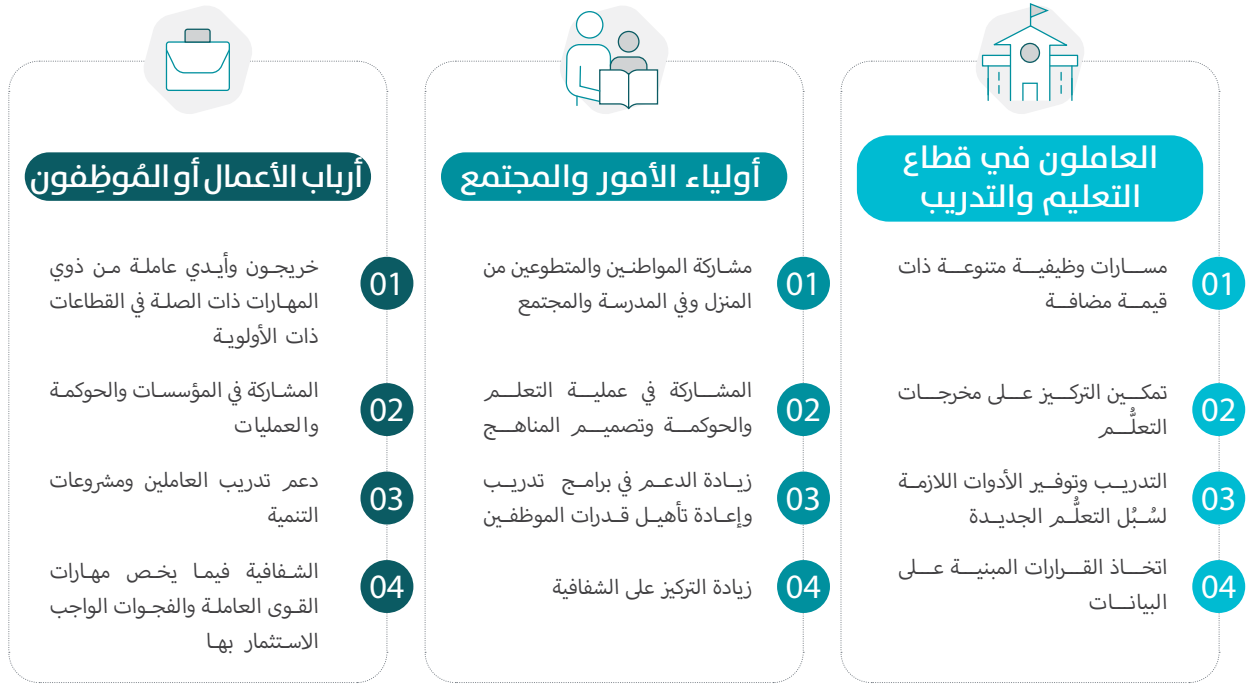 العاملون في قطاع
التعليم والتدريب
01
مسارات وظيفية متنوعة ذات
قيمة مضافة
02
تمكين التركيز على مخرجات
التعلُّم
03
التدريب وتوفير الأدوات اللازمة
لسُبُل التعلُّم الجديدة
04
اتخاذ القرارات المبنية على
البيانات
أولياء الأمور والمجتمع
01
مشاركة المواطنين والمتطوعين من
المنزل وفي المدرسة والمجتمع
02
المشاركة في عملية التعلم
والحوكمة وتصميم المناهج
03
زيادة الدعم في برامج تدريب
وإعادة تأهيل قدرات الموظفين
04
زيادة التركيز على الشفافية
أرباب الأعمال أو المُوظِفون
01
خريجون وأيدي عاملة من ذوي
المهارات ذات الصلة في القطاعات
ذات الأولوية
02
المشاركة في المؤسسات والحوكمة
والعمليات
03
دعم تدريب العاملين ومشروعات
التنمية
04
الشفافية فيما يخص مهارات
القوى العاملة والفجوات الواجب
الاستثمار بها